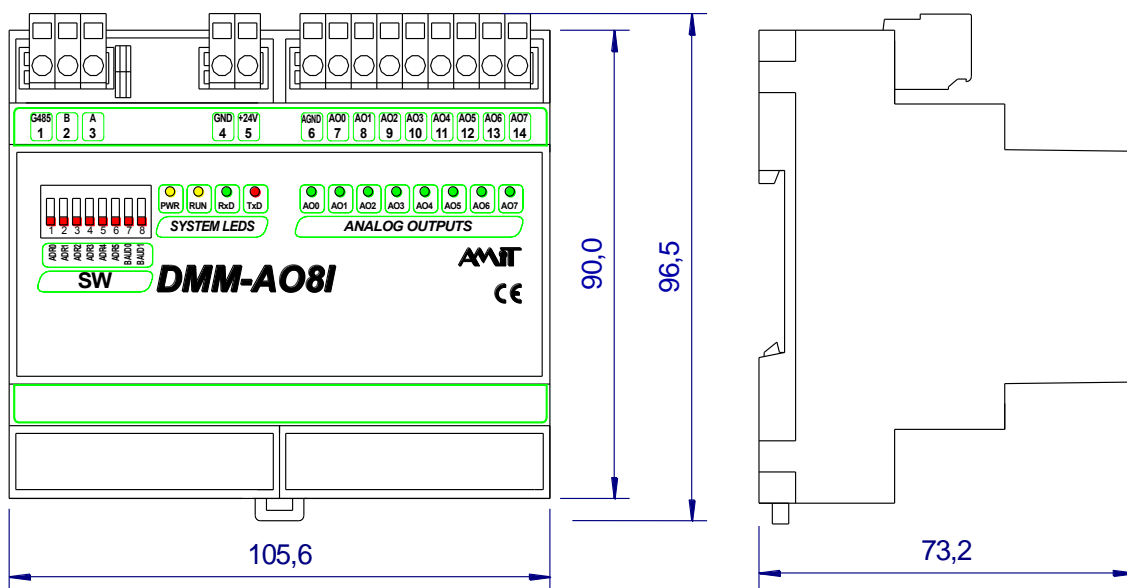 G485 B A GND +24V AGND AO0 AO1 AO2 AO3 AO4 AO5 AO6 AO7
1 2 3 4 5 6 7 8 9 10 11 12 13 14
PWR RUN RxD TxD AO0 AO1 AO2 AO3 AO4 AO5 AO6 AO7
SYSTEM LEDS ANALOG OUTPUTS
1 2 3 4 5 6 7 8
ADR0 ADR1 ADR2 ADR3 ADR4 ADR5 BAUD0 BAUD1
SW
DMM-AO8I
AMiT
CE
90,0
96,5
105,6
73,2